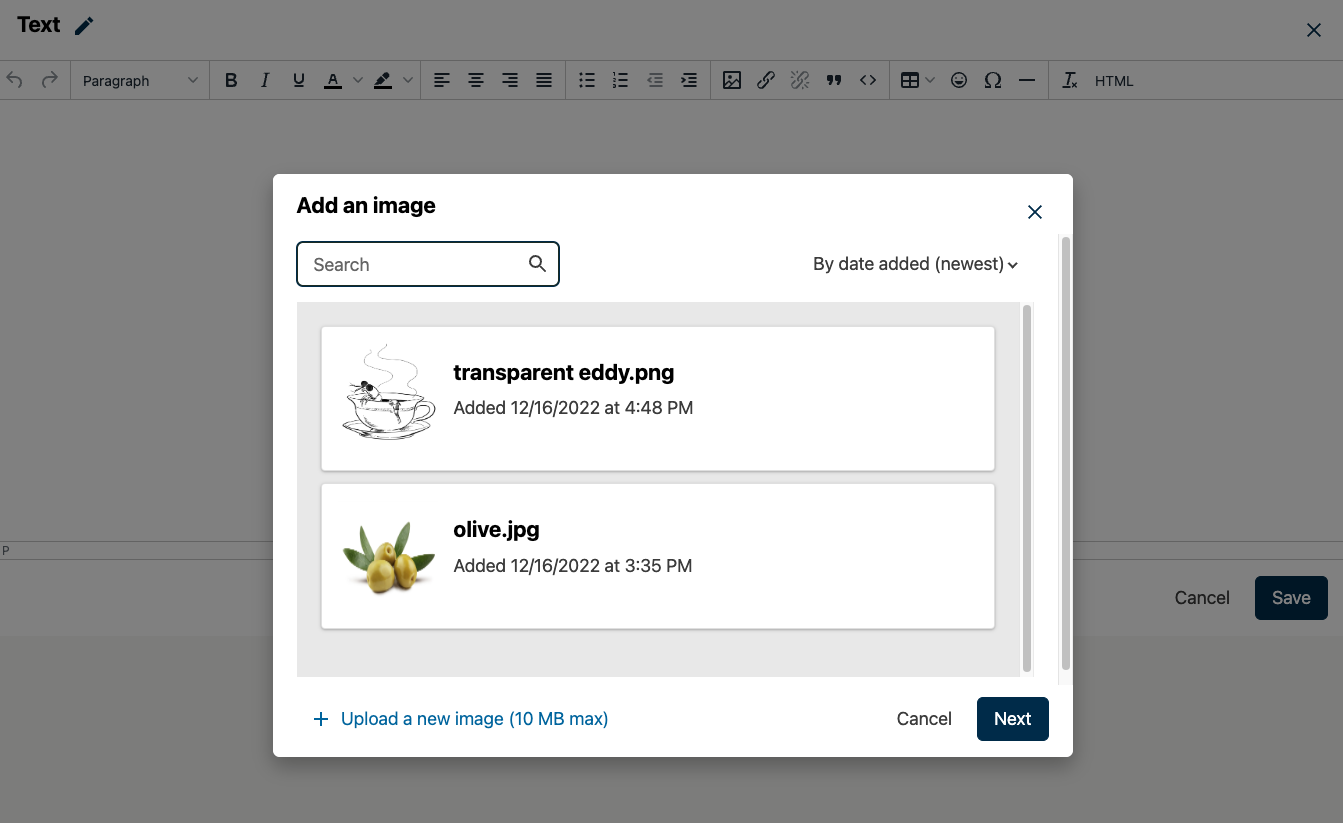 Text
Paragraph
B I U A
HTML
Add an image
Search
By date added (newest)
transparent eddy.png
Added 12/16/2022 at 4:48 PM
olive.jpg
Added 12/16/2022 at 3:35 PM
P
Cancel Save
+ Upload a new image (10 MB max)
Cancel Next